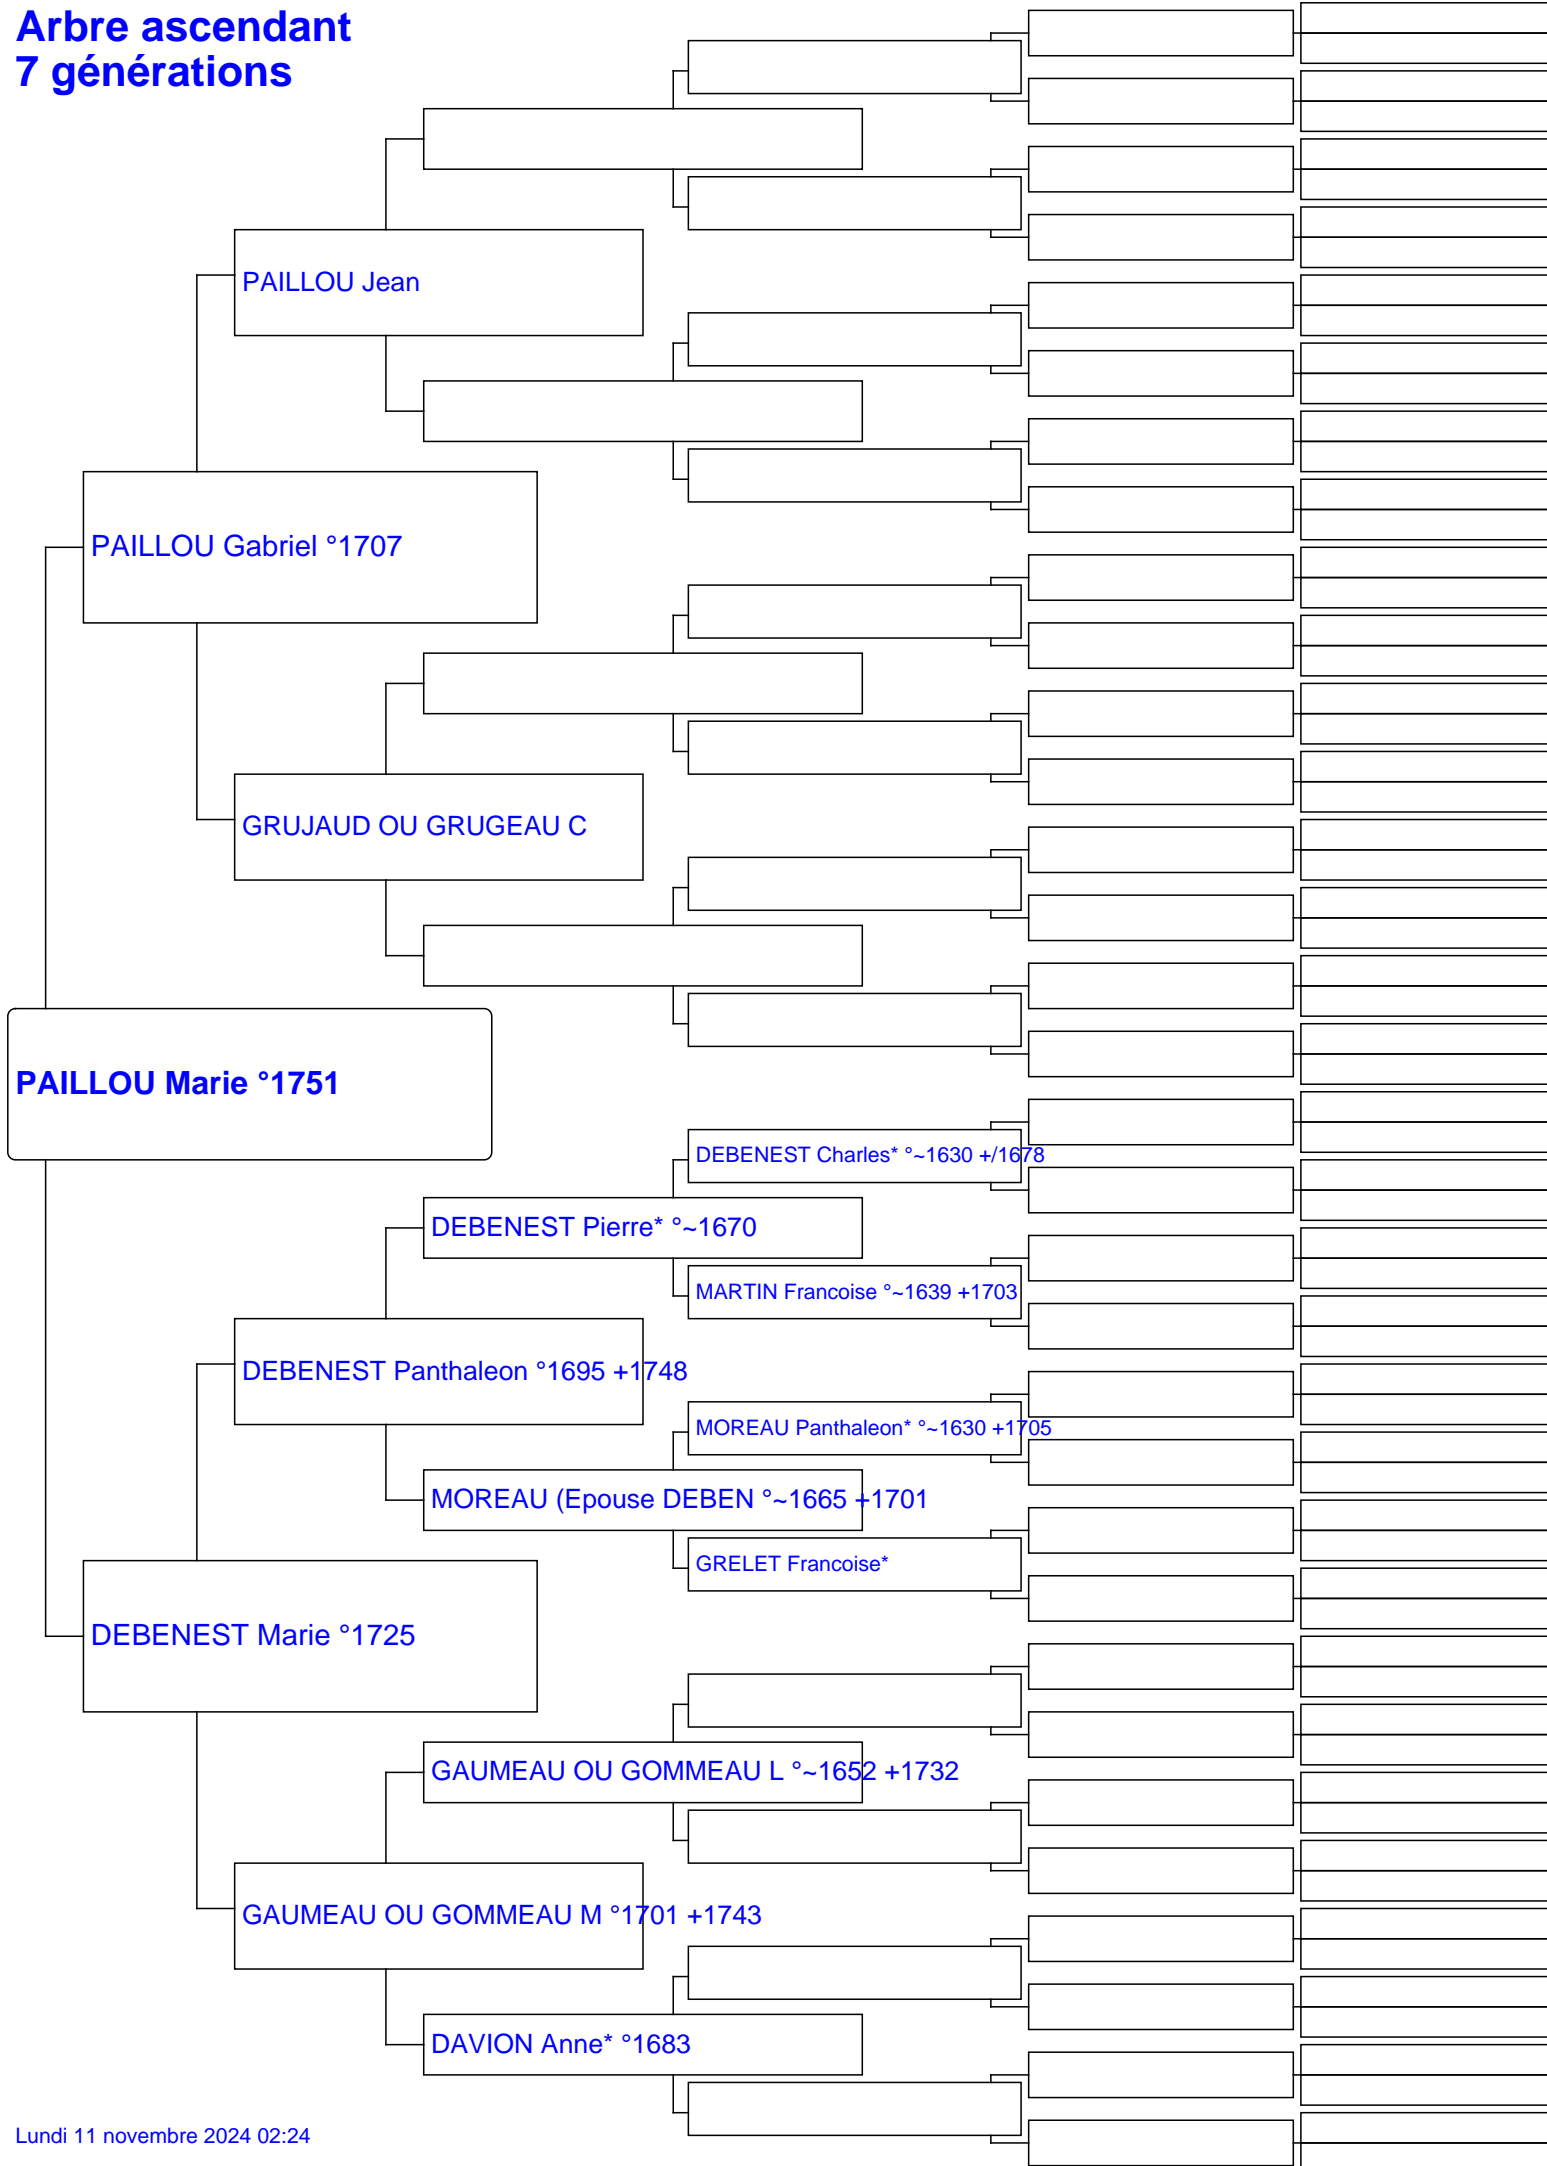 Arbre ascendant
7 générations
PAILLOU Jean
PAILLOU Gabriel °1707
GRUJAUD OU GRUGEAU C
PAILLOU Marie °1751
DEBENEST Charles* °~1630 +/1678
DEBENEST Pierre* °~1670
MARTIN Francoise °~1639 +1703
DEBENEST Panthaleon °1695 +1748
MOREAU Panthaleon* °~1630 +1705
MOREAU (Epouse DEBEN °~1665 +1701
GRELET Francoise*
DEBENEST Marie °1725
GAUMEAU OU GOMMEAU L °~1652 +1732
GAUMEAU OU GOMMEAU M °1701 +1743
DAVION Anne* °1683
Lundi 11 novembre 2024 02:24